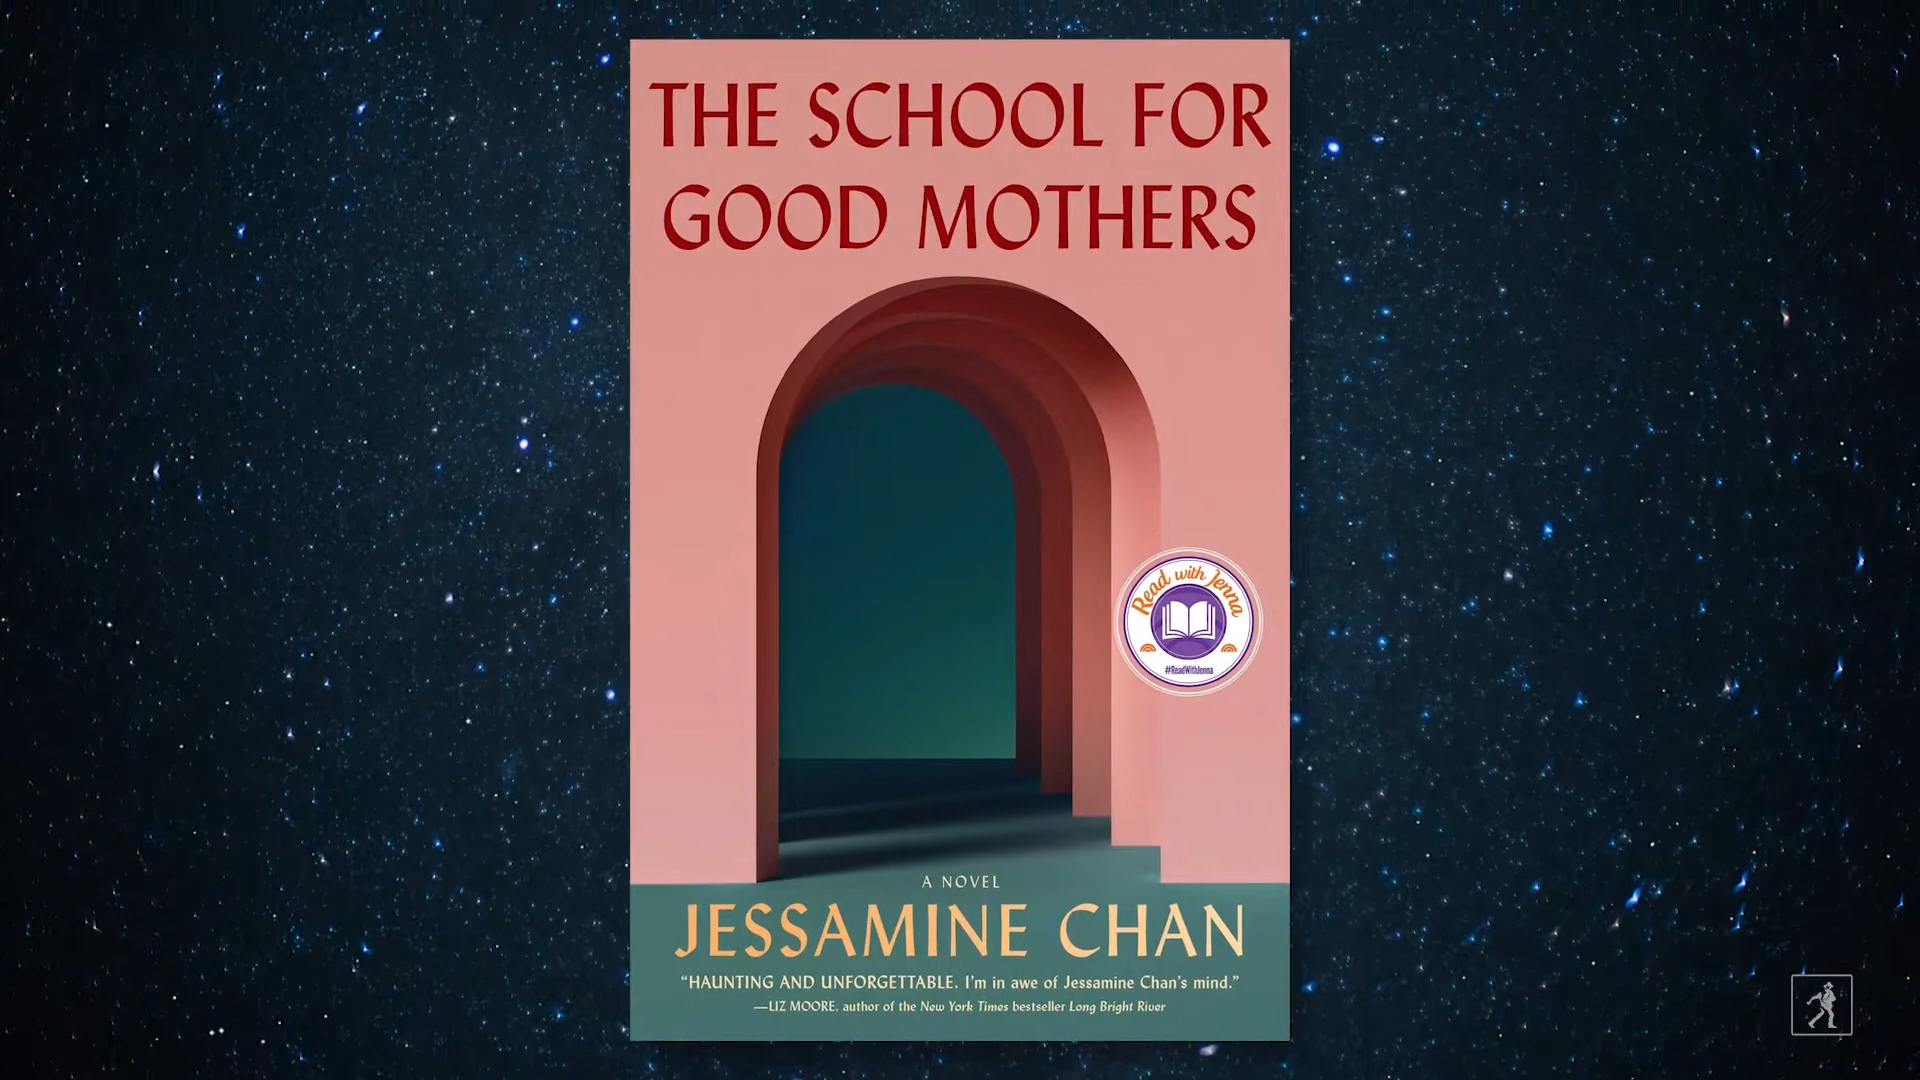 THE SCHOOL FOR
GOOD MOTHERS
Read with Jenna
#ReadWithJenna
A NOVEL
JESSAMINE CHAN
“HAUNTING AND UNFORGETTABLE. I’m in awe of Jessamine Chan’s mind.”
—LIZ MOORE, author of the New York Times bestseller Long Bright River